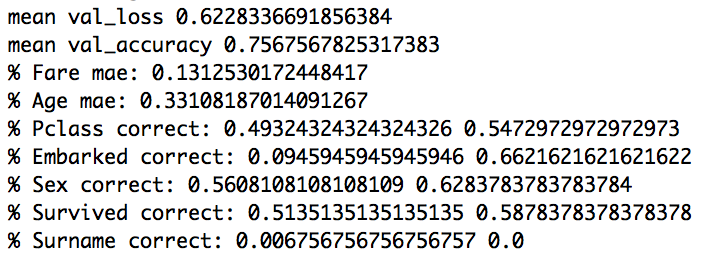 mean val_loss 0.6228336691856384
mean val_accuracy 0.7567567825317383
% Fare mae: 0.1312530172448417
% Age mae: 0.33108187014091267
% Pclass correct: 0.49324324324324326 0.5472972972972973
% Embarked correct: 0.0945945945945946 0.6621621621621622
% Sex correct: 0.5608108108108109 0.6283783783783784
% Survived correct: 0.5135135135135135 0.5878378378378378
% Surname correct: 0.006756756756756757 0.0